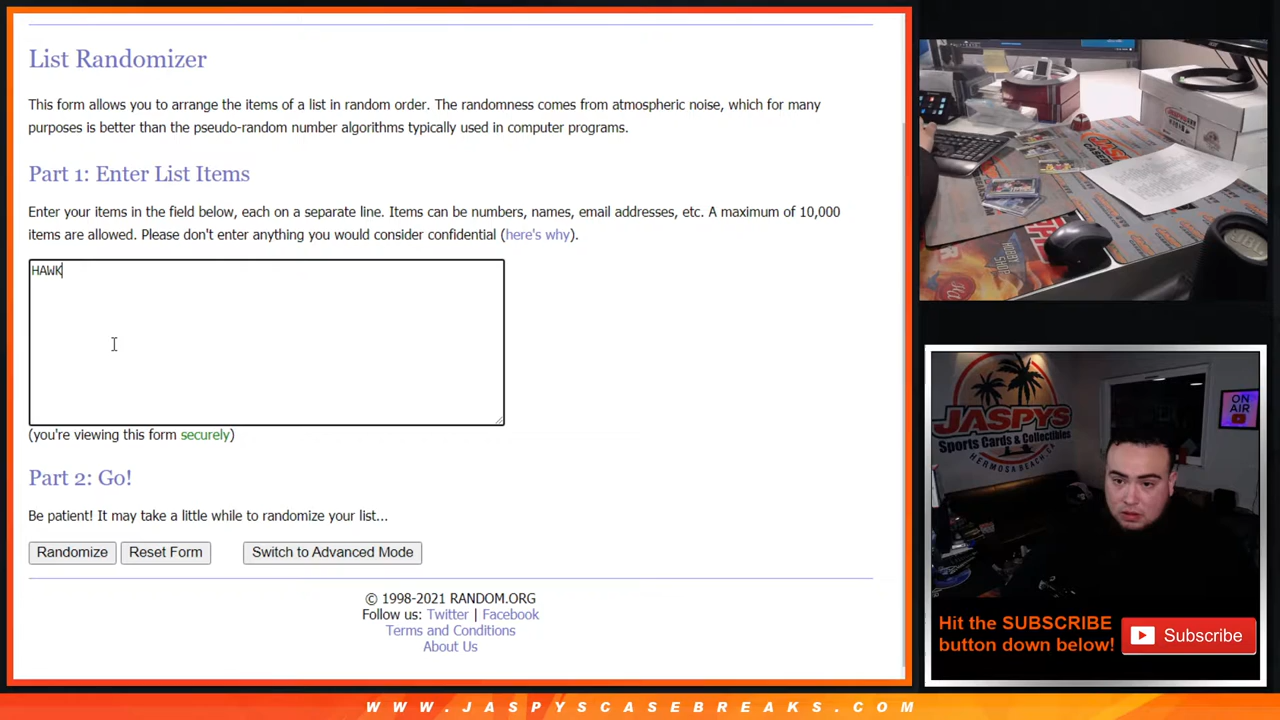 List Randomizer
This form allows you to arrange the items of a list in random order. The randomness comes from atmospheric noise, which for many
purposes is better than the pseudo-random number algorithms typically used in computer programs.
Part 1: Enter List Items
Enter your items in the field below, each on a separate line. Items can be numbers, names, email addresses, etc. A maximum of 10,000
items are allowed. Please don't enter anything you would consider confidential (here's why).
HAWK
(you're viewing this form securely)
Part 2: Go!
Be patient! It may take a little while to randomize your list...
Randomize Reset Form Switch to Advanced Mode
© 1998-2021 RANDOM.ORG
Follow us: Twitter | Facebook
Terms and Conditions
About Us
JBL
JASPYS
Sports Cards & Collectibles
HERMOSA BEACH, CA
ON
AIR
Hit the SUBSCRIBE
button down below!
Subscribe
WWW.JASPYSCASEBREAKS.COM